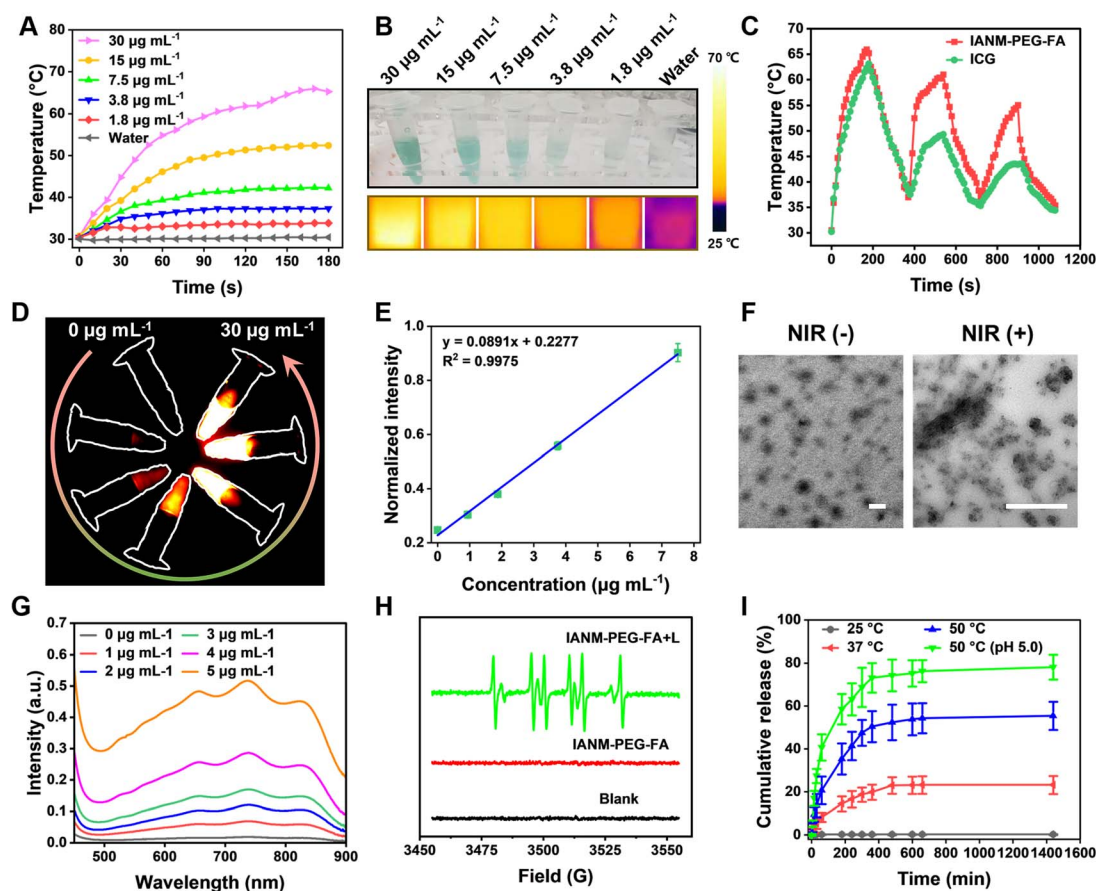 A
30 µg mL-1
15 µg mL-1
7.5 µg mL-1
3.8 µg mL-1
1.8 µg mL-1
Water
Temperature (°C)
70
60
50
40
30
0 30 60 90 120 150 180
Time (s)
B
30 µg mL-1
15 µg mL-1
7.5 µg mL-1
3.8 µg mL-1
1.8 µg mL-1
Water
70 ℃
25 ℃
C
IANM-PEG-FA
ICG
Temperature (°C)
65
60
55
50
45
40
35
30
0 200 400 600 800 1000 1200
Time (s)
D
0 µg mL-1
30 µg mL-1
E
y = 0.0891x + 0.2277
R2 = 0.9975
Normalized intensity
1.0
0.8
0.6
0.4
0.2
0 1 2 3 4 5 6 7 8
Concentration (µg mL-1)
F
NIR (-)
NIR (+)
G
0 µg mL-1
1 µg mL-1
2 µg mL-1
3 µg mL-1
4 µg mL-1
5 µg mL-1
Intensity (a.u.)
0.7
0.6
0.5
0.4
0.3
0.2
0.1
0.0
500 600 700 800 900
Wavelength (nm)
H
IANM-PEG-FA+L
IANM-PEG-FA
Blank
3450 3475 3500 3525 3550
Field (G)
I
25 °C
37 °C
50 °C
50 °C (pH 5.0)
Cumulative release (%)
100
80
60
40
20
0
0 200 400 600 800 1000 1200 1400 1600
Time (min)